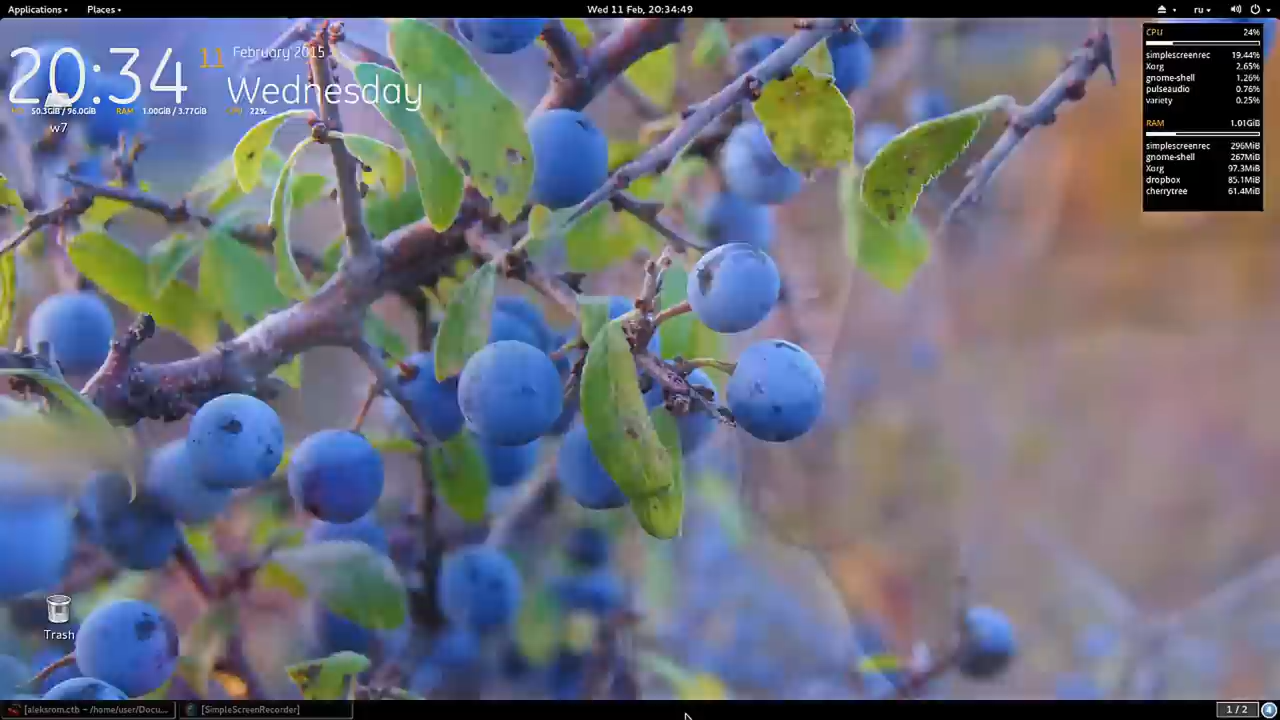 Applications
Places
Wed 11 Feb, 20:34:49
ru
20:34
11 February 2015
Wednesday
50.3GiB / 96.0GiB RAM 1.00GiB / 3.77GiB 22%
w7
CPU 24%
simplescreenrec 19.44%
Xorg 2.65%
gnome-shell 1.26%
pulseaudio 0.76%
variety 0.25%
RAM 1.01GiB
simplescreenrec 296MiB
gnome-shell 267MiB
Xorg 97.3MiB
dropbox 85.1MiB
cherrytree 61.4MiB
Trash
[aleksrom.ctb – /home/user/Docu...
[SimpleScreenRecorder]
1 / 2